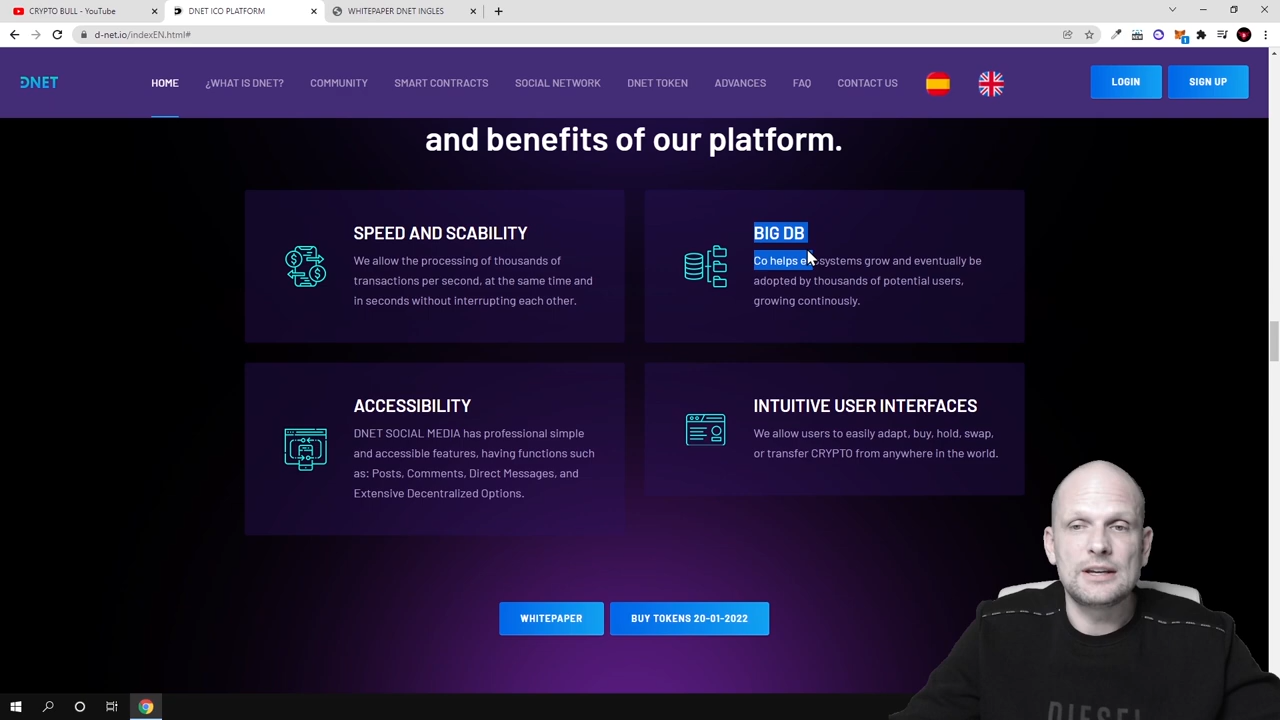 CRYPTO BULL - YouTube
DNET ICO PLATFORM
WHITEPAPER DNET INGLES
d-net.io/indexEN.html#
1
DNET
HOME
¿WHAT IS DNET?
COMMUNITY
SMART CONTRACTS
SOCIAL NETWORK
DNET TOKEN
ADVANCES
FAQ
CONTACT US
LOGIN
SIGN UP
and benefits of our platform.
SPEED AND SCABILITY
We allow the processing of thousands of
transactions per second, at the same time and
in seconds without interrupting each other.
BIG DB
Co helps ecosystems grow and eventually be
adopted by thousands of potential users,
growing continously.
ACCESSIBILITY
DNET SOCIAL MEDIA has professional simple
and accessible features, having functions such
as: Posts, Comments, Direct Messages, and
Extensive Decentralized Options.
INTUITIVE USER INTERFACES
We allow users to easily adapt, buy, hold, swap,
or transfer CRYPTO from anywhere in the world.
WHITEPAPER
BUY TOKENS 20-01-2022
DIESEL